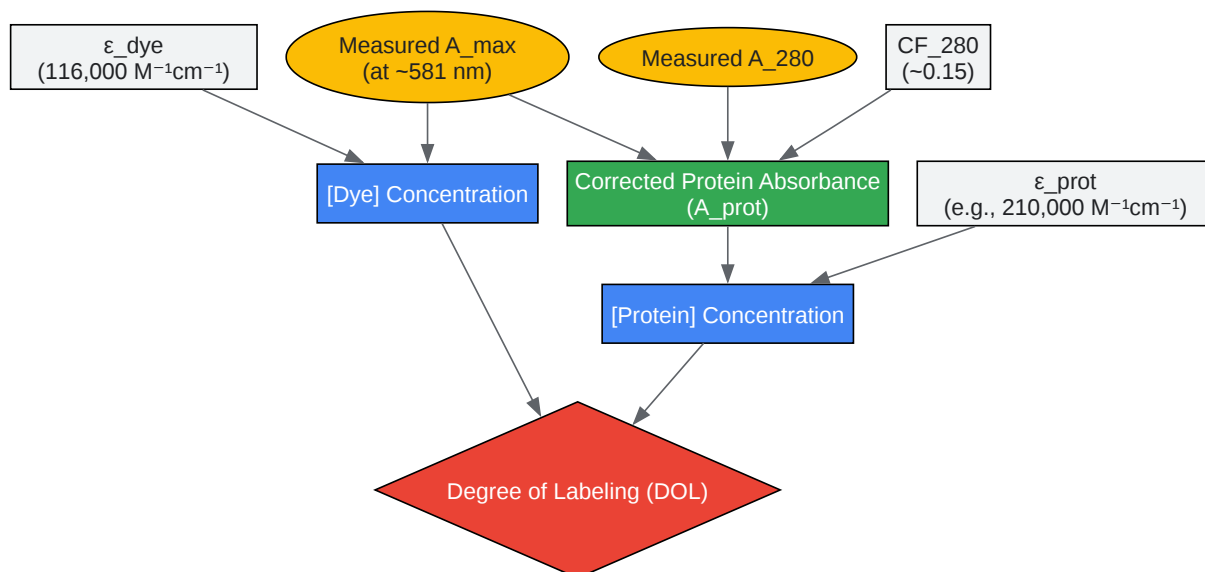 ε_dye
(116,000 M⁻¹cm⁻¹)
Measured A_max
(at ~581 nm)
Measured A_280
CF_280
(~0.15)
[Dye] Concentration
Corrected Protein Absorbance
(A_prot)
ε_prot
(e.g., 210,000 M⁻¹cm⁻¹)
[Protein] Concentration
Degree of Labeling (DOL)